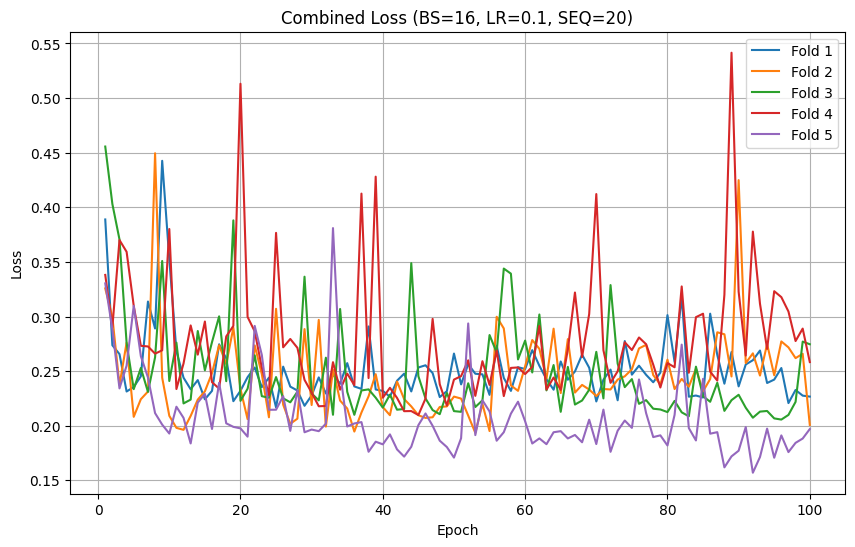 Combined Loss (BS=16, LR=0.1, SEQ=20)
Fold 1
Fold 2
Fold 3
Fold 4
Fold 5
Loss
0.55
0.50
0.45
0.40
0.35
0.30
0.25
0.20
0.15
0 20 40 60 80 100
Epoch